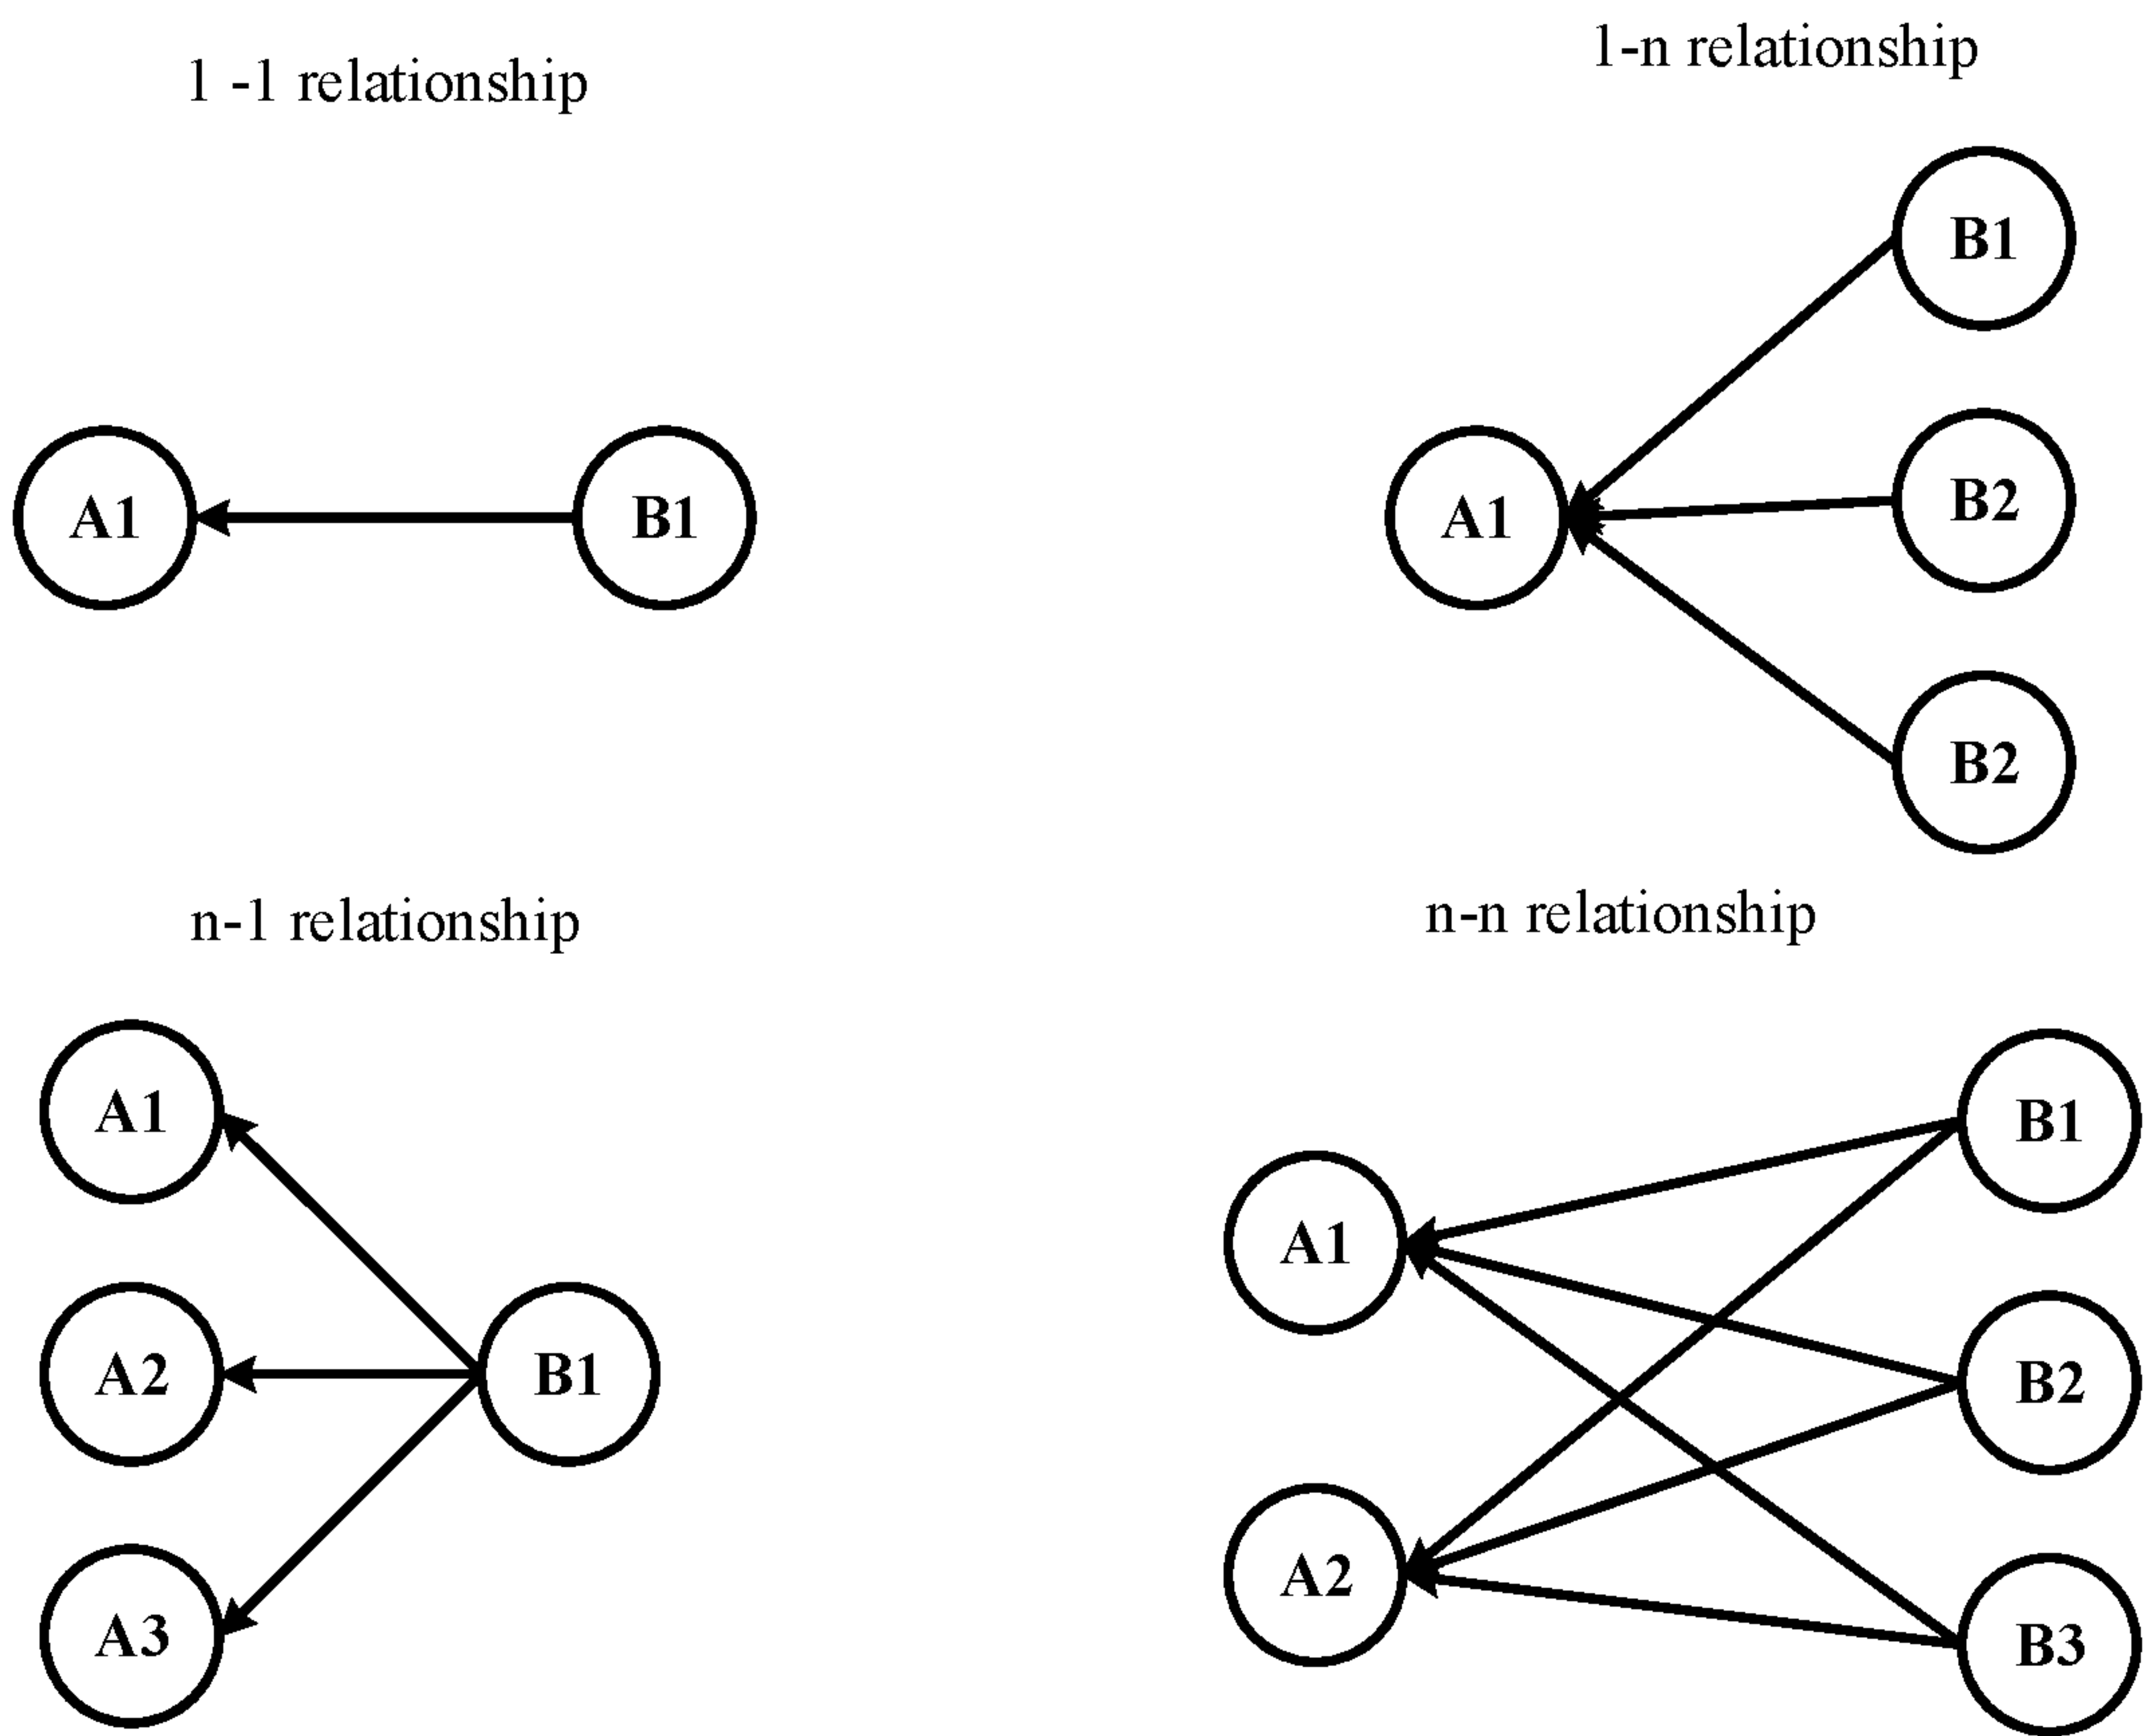 1 -1 relationship
1-n relationship
B1
A1
B1
A1
B2
B2
n-1 relationship
n-n relationship
A1
B1
A1
A2
B1
B2
A2
A3
B3